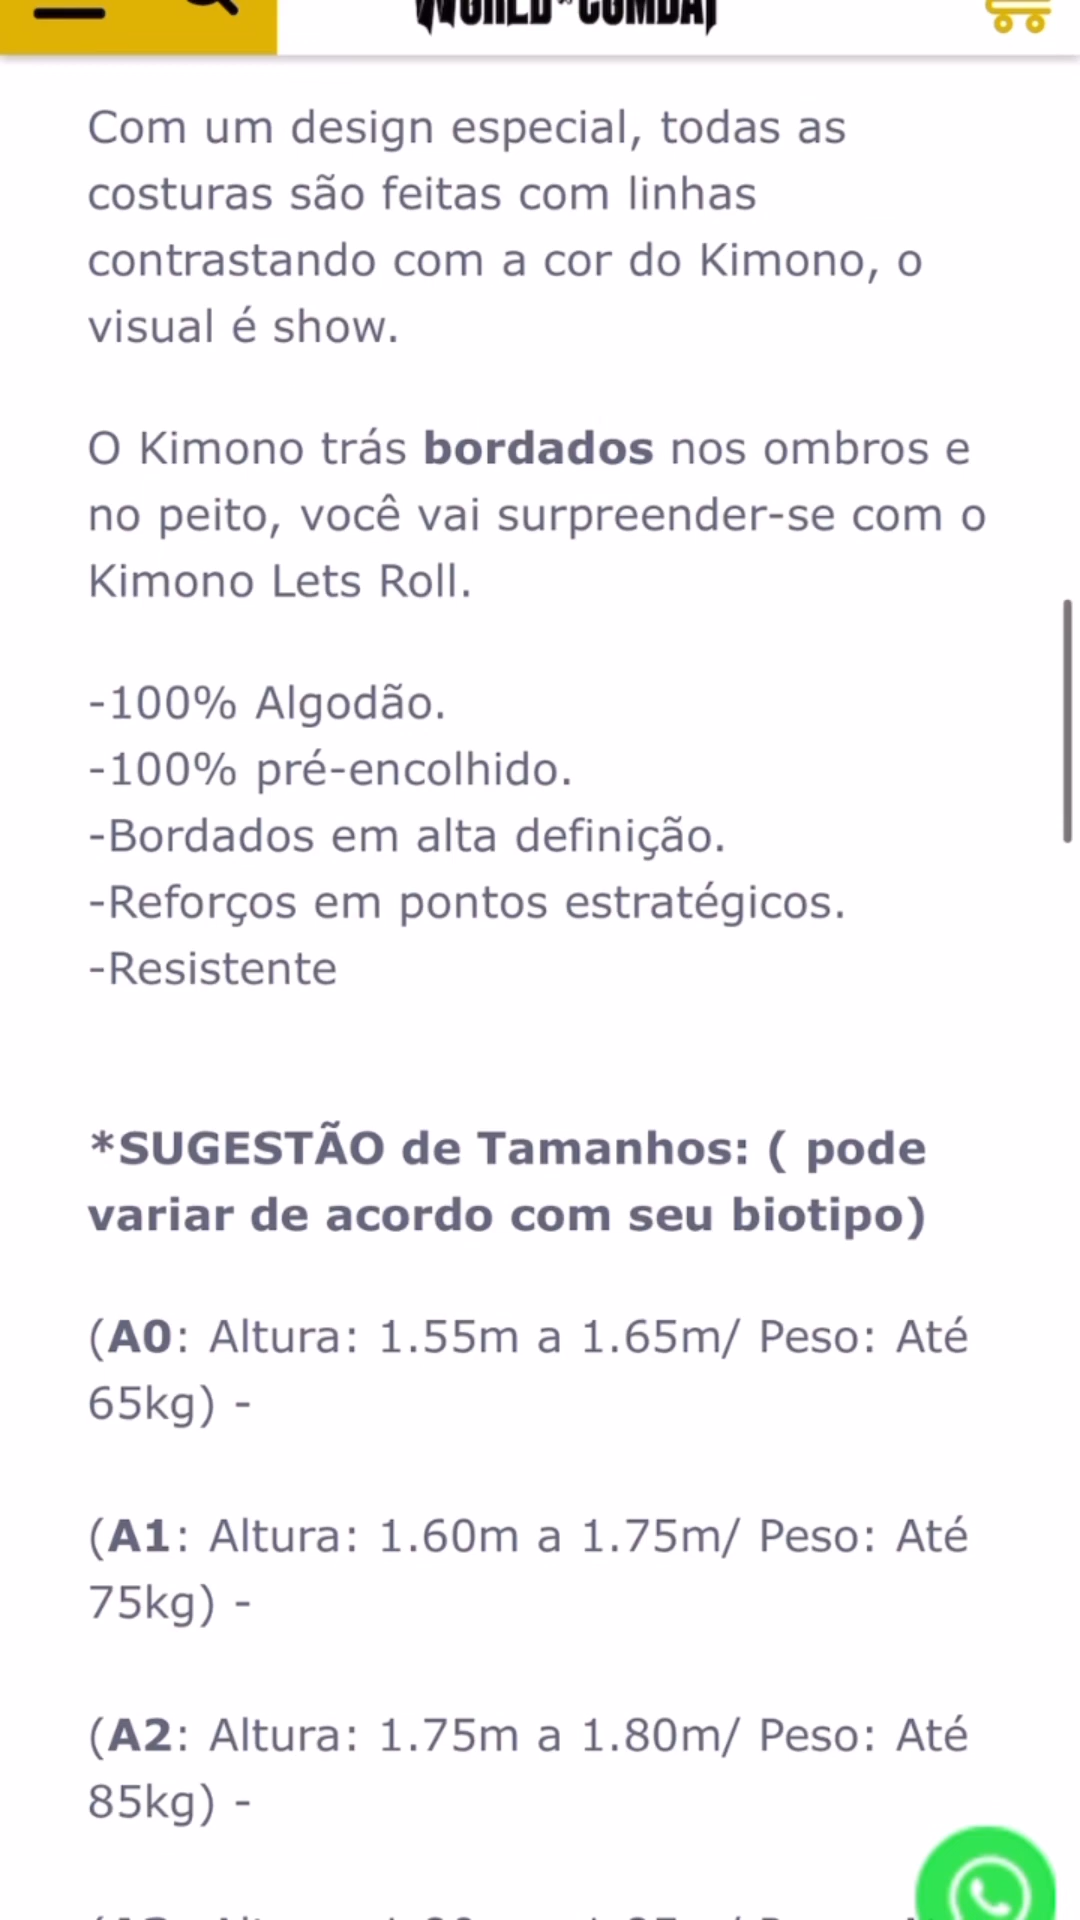 WORLD OF COMBAT
Com um design especial, todas as
costuras são feitas com linhas
contrastando com a cor do Kimono, o
visual é show.
O Kimono trás bordados nos ombros e
no peito, você vai surpreender-se com o
Kimono Lets Roll.
-100% Algodão.
-100% pré-encolhido.
-Bordados em alta definição.
-Reforços em pontos estratégicos.
-Resistente
*SUGESTÃO de Tamanhos: ( pode
variar de acordo com seu biotipo)
(A0: Altura: 1.55m a 1.65m/ Peso: Até
65kg) -
(A1: Altura: 1.60m a 1.75m/ Peso: Até
75kg) -
(A2: Altura: 1.75m a 1.80m/ Peso: Até
85kg) -